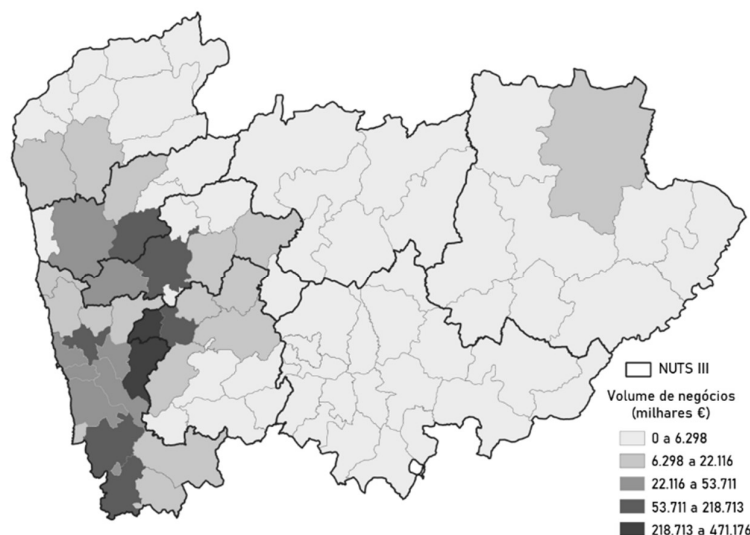 NUTS III
Volume de negócios
(milhares €)
0 a 6.298
6.298 a 22.116
22.116 a 53.711
53.711 a 218.713
218.713 a 471.176